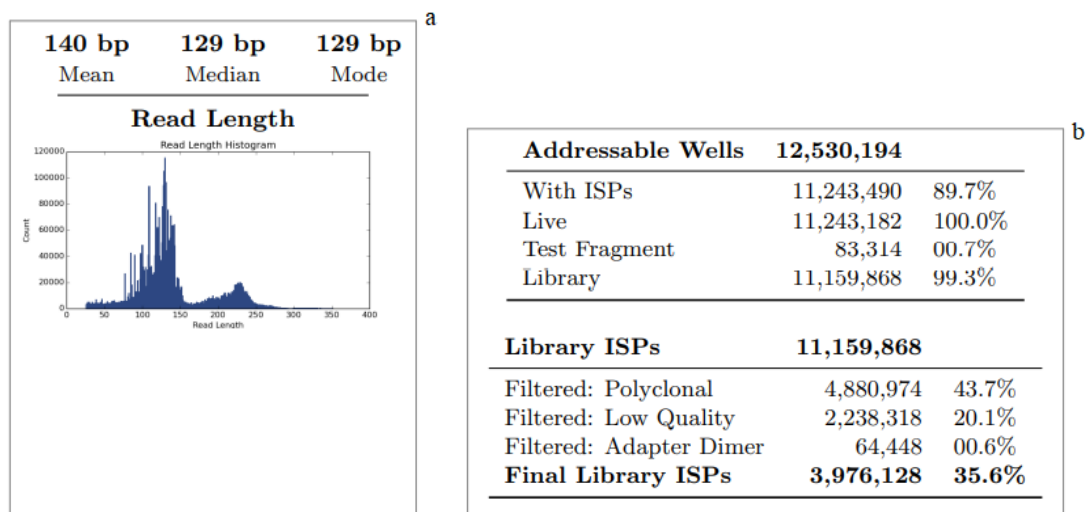 a
140 bp 129 bp 129 bp
Mean Median Mode
Read Length
Read Length Histogram
120000
100000
80000
60000
40000
20000
0
Count
0 50 100 150 200 250 300 350 400
Read Length
b
Addressable Wells 12,530,194
With ISPs 11,243,490 89.7%
Live 11,243,182 100.0%
Test Fragment 83,314 00.7%
Library 11,159,868 99.3%
Library ISPs 11,159,868
Filtered: Polyclonal 4,880,974 43.7%
Filtered: Low Quality 2,238,318 20.1%
Filtered: Adapter Dimer 64,448 00.6%
Final Library ISPs 3,976,128 35.6%